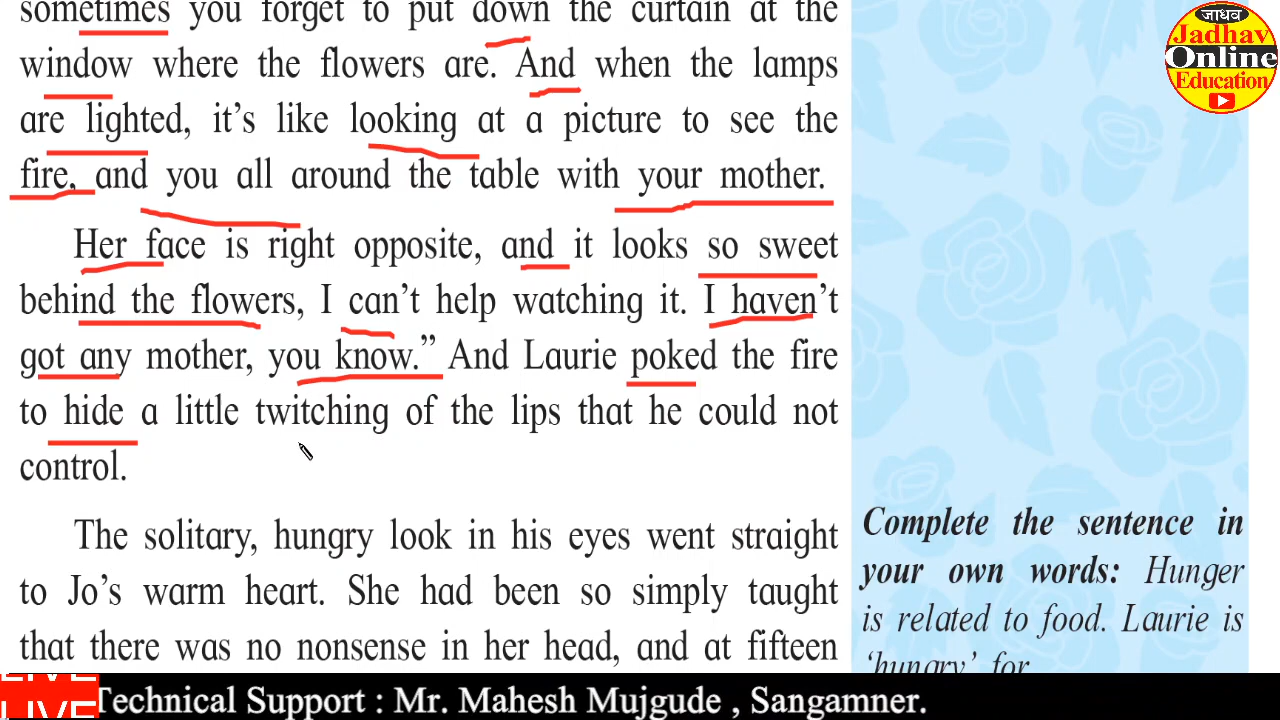 sometimes you forget to put down the curtain at the
window where the flowers are. And when the lamps
are lighted, it’s like looking at a picture to see the
fire, and you all around the table with your mother.
Her face is right opposite, and it looks so sweet
behind the flowers, I can’t help watching it. I haven’t
got any mother, you know.” And Laurie poked the fire
to hide a little twitching of the lips that he could not
control.
The solitary, hungry look in his eyes went straight
to Jo’s warm heart. She had been so simply taught
that there was no nonsense in her head, and at fifteen
Complete the sentence in
your own words: Hunger
is related to food. Laurie is
‘hungry’ for
जाधव
Jadhav
Online
Education
LIVE
LIVE
Technical Support : Mr. Mahesh Mujgude , Sangamner.